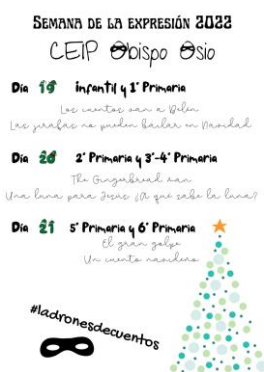 SEMANA DE LA EXPRESIÓN 2022
CEIP Obispo Osio
Día 19 infantil y 1º Primaria
Los cuentos van a Belén
Las jirafas no pueden bailar en Navidad
Día 20 2º Primaria y 3º-4º Primaria
The Gingerbread man
Una luna para Jesús ¿A qué sabe la luna?
Día 21 5º Primaria y 6º Primaria
El gran golpe
Un cuento navideño
#ladronesdecuentos